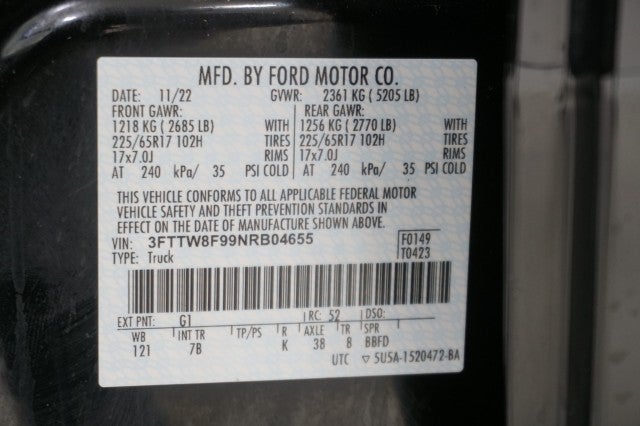 MFD. BY FORD MOTOR CO.
DATE: 11/22 GVWR: 2361 KG ( 5205 LB)
FRONT GAWR: REAR GAWR:
1218 KG ( 2685 LB) WITH 1256 KG ( 2770 LB) WITH
225/65R17 102H TIRES 225/65R17 102H TIRES
17x7.0J RIMS 17x7.0J RIMS
AT 240 kPa/ 35 PSI COLD AT 240 kPa/ 35 PSI COLD
THIS VEHICLE CONFORMS TO ALL APPLICABLE FEDERAL MOTOR
VEHICLE SAFETY AND THEFT PREVENTION STANDARDS IN
EFFECT ON THE DATE OF MANUFACTURE SHOWN ABOVE.
VIN: 3FTTW8F99NRB04655 F0149
TYPE: Truck T0423
EXT PNT: G1 RC: 52 DSO:
WB INT TR TP/PS R AXLE TR SPR
121 7B K 38 8 BBFD
UTC ▽ 5U5A-1520472-BA